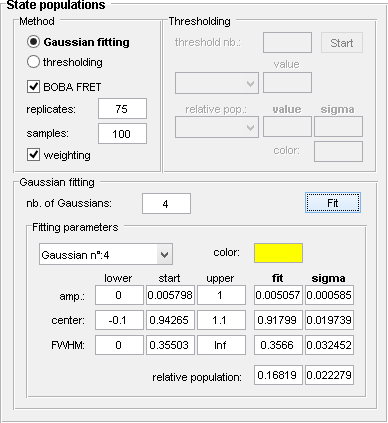 State populations
Method
Gaussian fitting
thresholding
BOBA FRET
replicates: 75
samples: 100
weighting
Thresholding
threshold nb.: Start
value
relative pop.: value sigma
color:
Gaussian fitting
nb. of Gaussians: 4 Fit
Fitting parameters
Gaussian n°:4 color:
lower start upper fit sigma
amp.: 0 0.005798 1 0.005057 0.000585
center: -0.1 0.94265 1.1 0.91799 0.019739
FWHM: 0 0.35503 Inf 0.3566 0.032452
relative population: 0.16819 0.022279